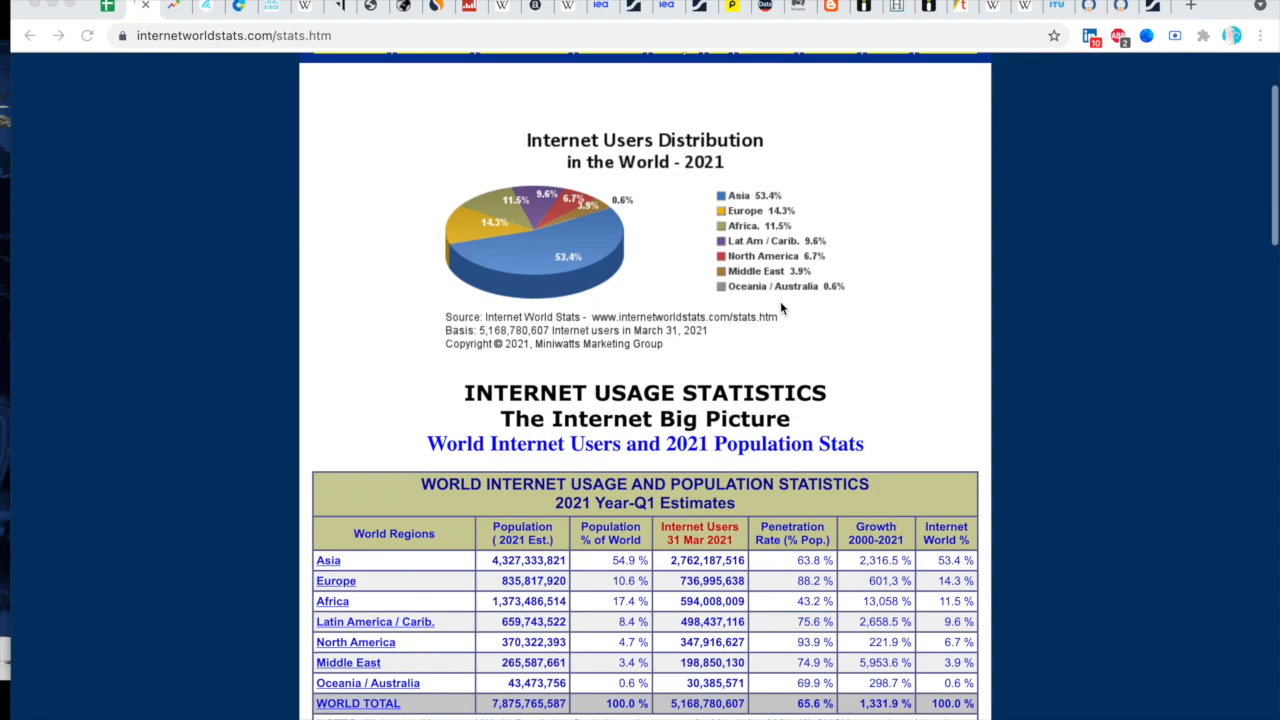 internetworldstats.com/stats.htm
10
2
Internet Users Distribution
in the World - 2021
53.4%
14.3%
11.5%
9.6%
6.7%
3.9%
0.6%
Asia 53.4%
Europe 14.3%
Africa. 11.5%
Lat Am / Carib. 9.6%
North America 6.7%
Middle East 3.9%
Oceania / Australia 0.6%
Source: Internet World Stats - www.internetworldstats.com/stats.htm
Basis: 5,168,780,607 Internet users in March 31, 2021
Copyright © 2021, Miniwatts Marketing Group
INTERNET USAGE STATISTICS
The Internet Big Picture
World Internet Users and 2021 Population Stats
WORLD INTERNET USAGE AND POPULATION STATISTICS
2021 Year-Q1 Estimates
World Regions Population ( 2021 Est.) Population % of World Internet Users 31 Mar 2021 Penetration Rate (% Pop.) Growth 2000-2021 Internet World %
Asia 4,327,333,821 54.9 % 2,762,187,516 63.8 % 2,316.5 % 53.4 %
Europe 835,817,920 10.6 % 736,995,638 88.2 % 601,3 % 14.3 %
Africa 1,373,486,514 17.4 % 594,008,009 43.2 % 13,058 % 11.5 %
Latin America / Carib. 659,743,522 8.4 % 498,437,116 75.6 % 2,658.5 % 9.6 %
North America 370,322,393 4.7 % 347,916,627 93.9 % 221.9 % 6.7 %
Middle East 265,587,661 3.4 % 198,850,130 74.9 % 5,953.6 % 3.9 %
Oceania / Australia 43,473,756 0.6 % 30,385,571 69.9 % 298.7 % 0.6 %
WORLD TOTAL 7,875,765,587 100.0 % 5,168,780,607 65.6 % 1,331.9 % 100.0 %